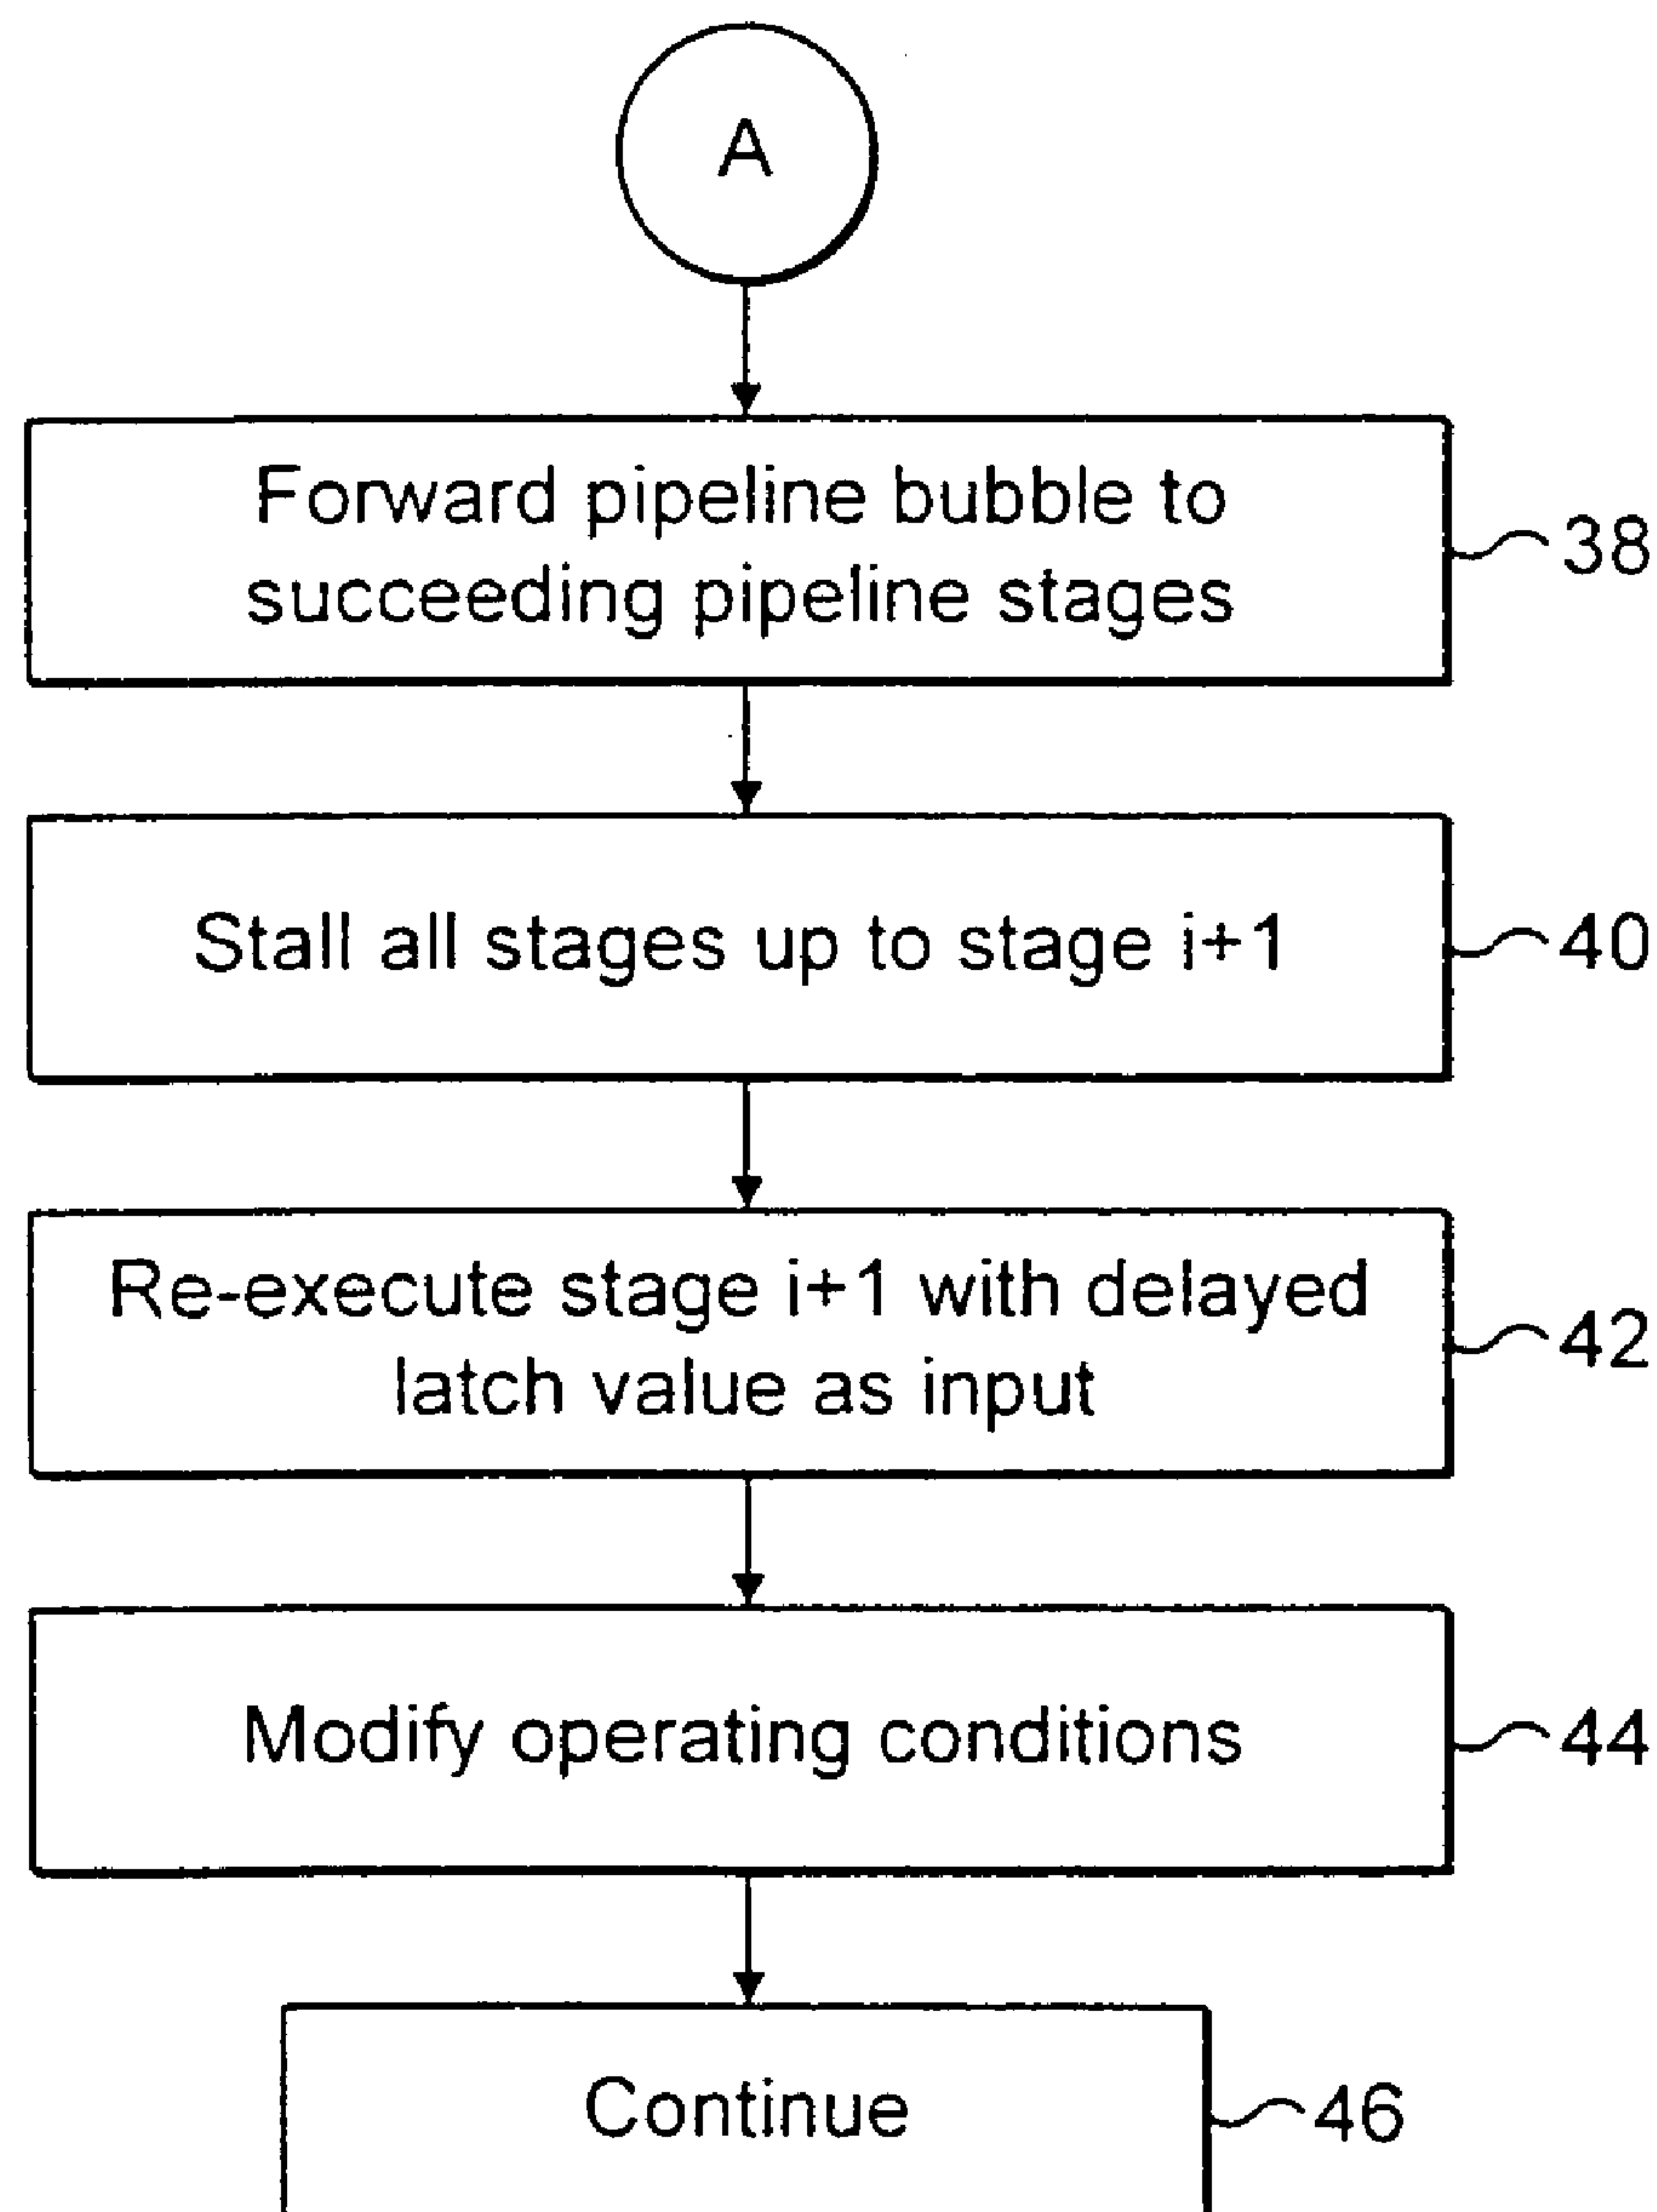 A
Forward pipeline bubble to
succeeding pipeline stages
38
Stall all stages up to stage i+1
40
Re-execute stage i+1 with delayed
latch value as input
42
Modify operating conditions
44
Continue
46